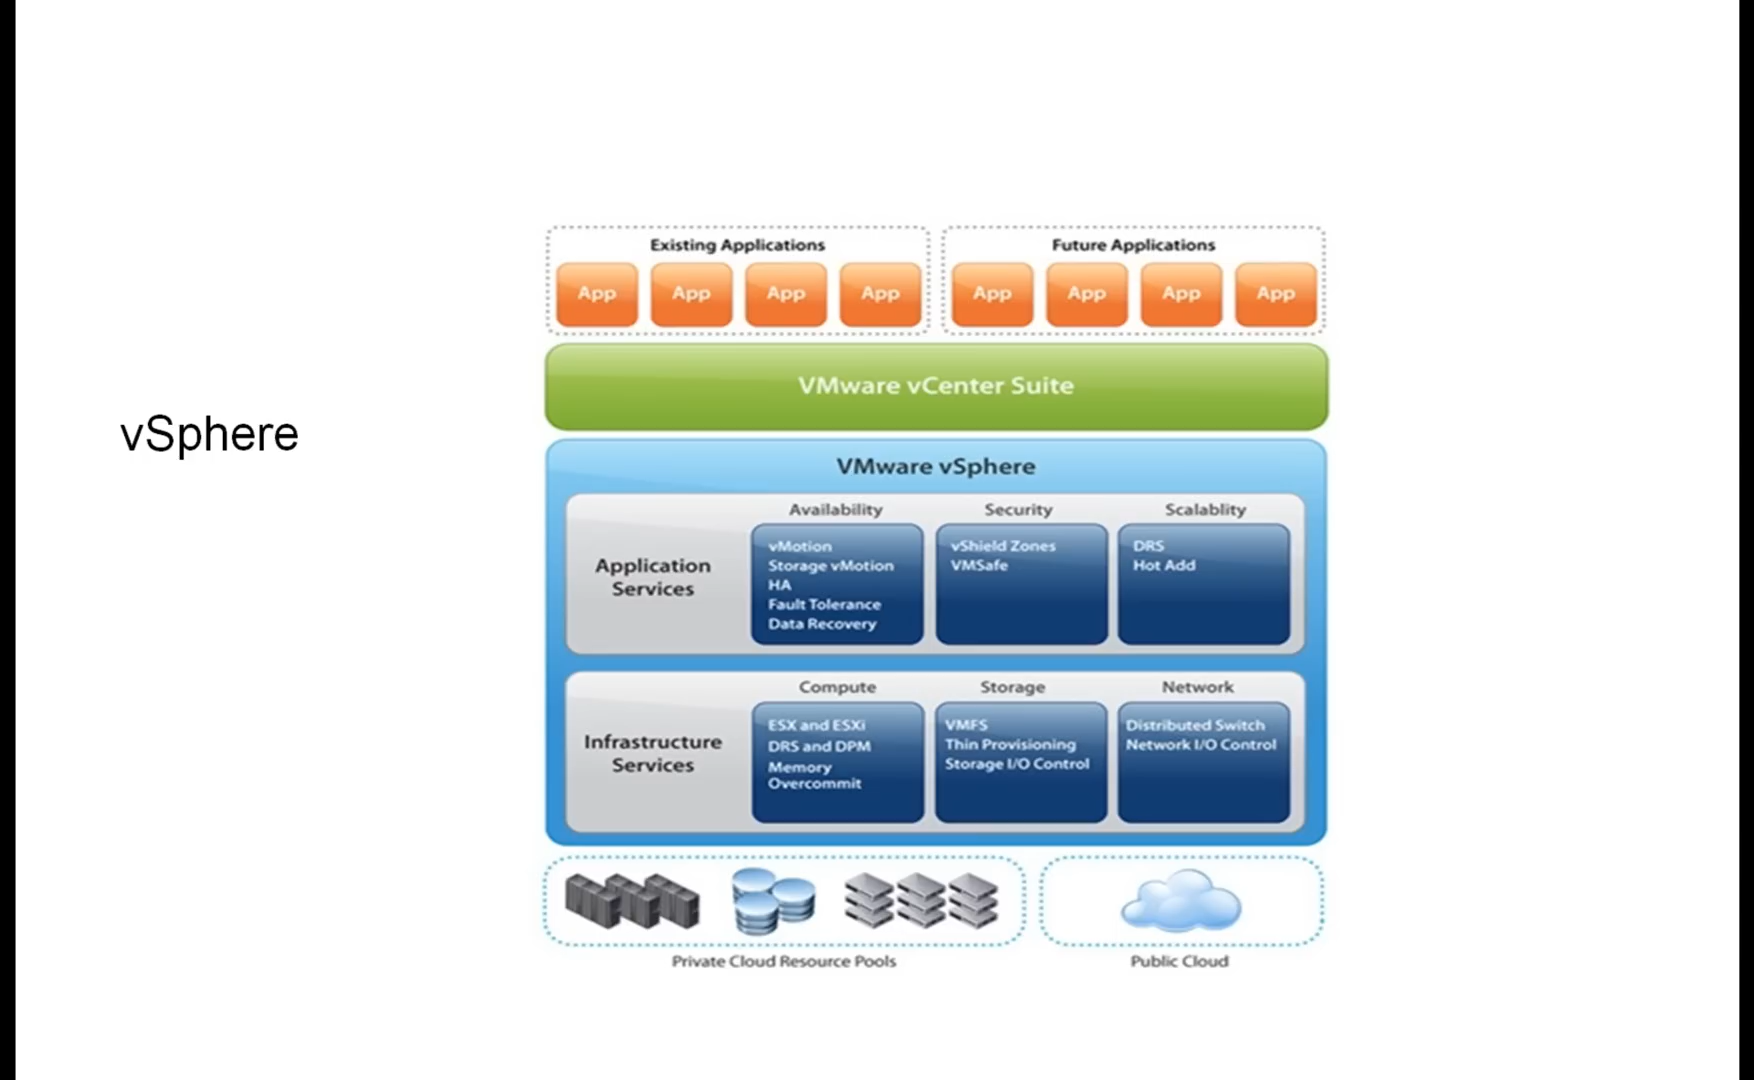 vSphere
Existing Applications
App App App App
Future Applications
App App App App
VMware vCenter Suite
VMware vSphere
Application
Services
Availability
vMotion
Storage vMotion
HA
Fault Tolerance
Data Recovery
Security
vShield Zones
VMSafe
Scalablity
DRS
Hot Add
Infrastructure
Services
Compute
ESX and ESXi
DRS and DPM
Memory
Overcommit
Storage
VMFS
Thin Provisioning
Storage I/O Control
Network
Distributed Switch
Network I/O Control
Private Cloud Resource Pools
Public Cloud